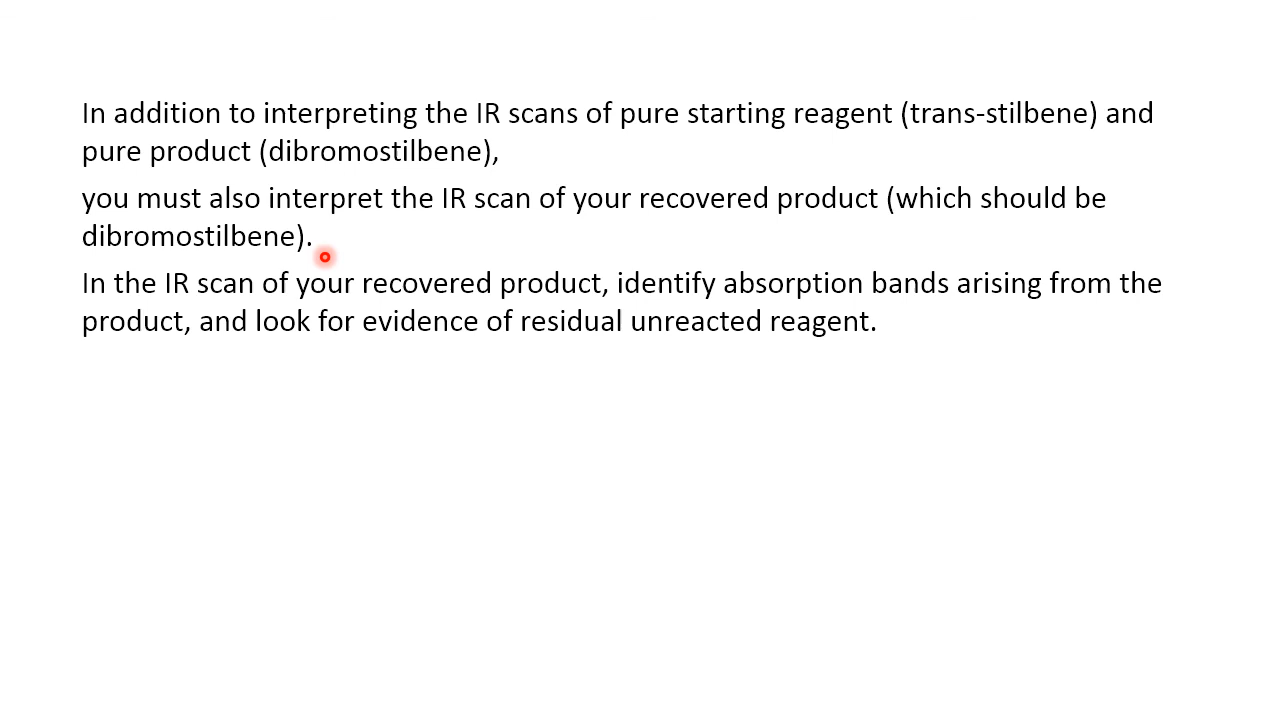 In addition to interpreting the IR scans of pure starting reagent (trans-stilbene) and
pure product (dibromostilbene),
you must also interpret the IR scan of your recovered product (which should be
dibromostilbene).
In the IR scan of your recovered product, identify absorption bands arising from the
product, and look for evidence of residual unreacted reagent.